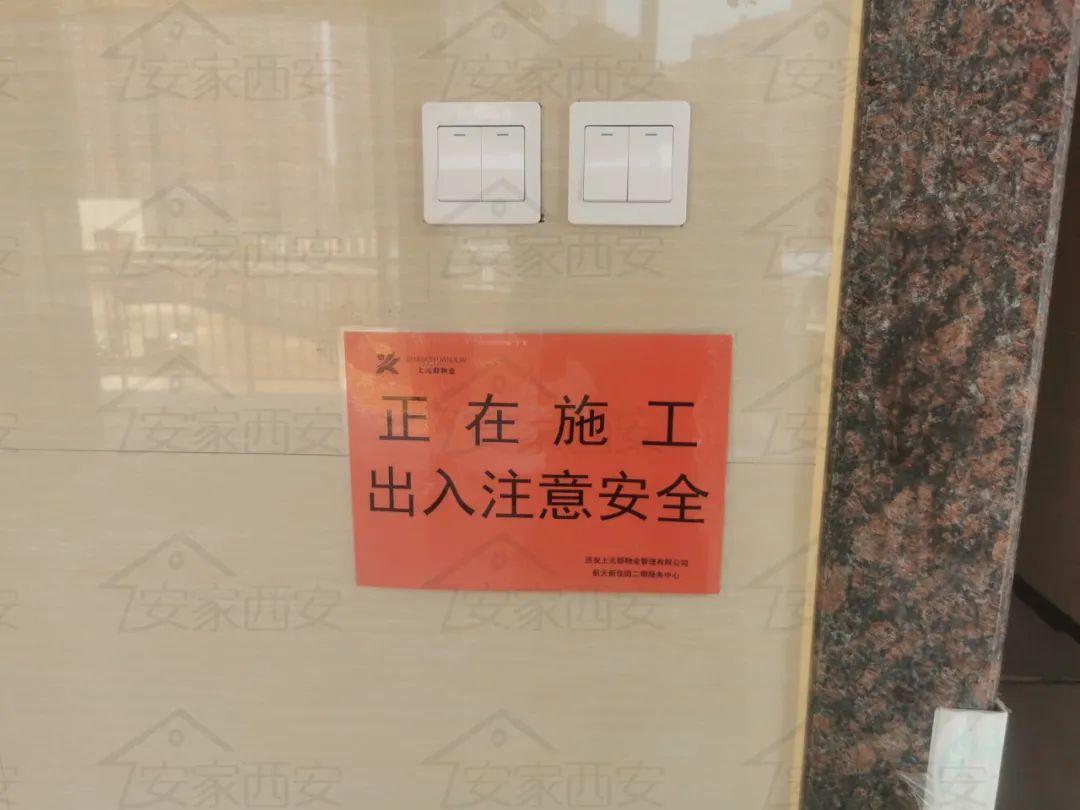 上元郡物业
正在施工
出入注意安全
西安上元郡物业管理有限公司
航天新佳园二期服务中心
安家西安